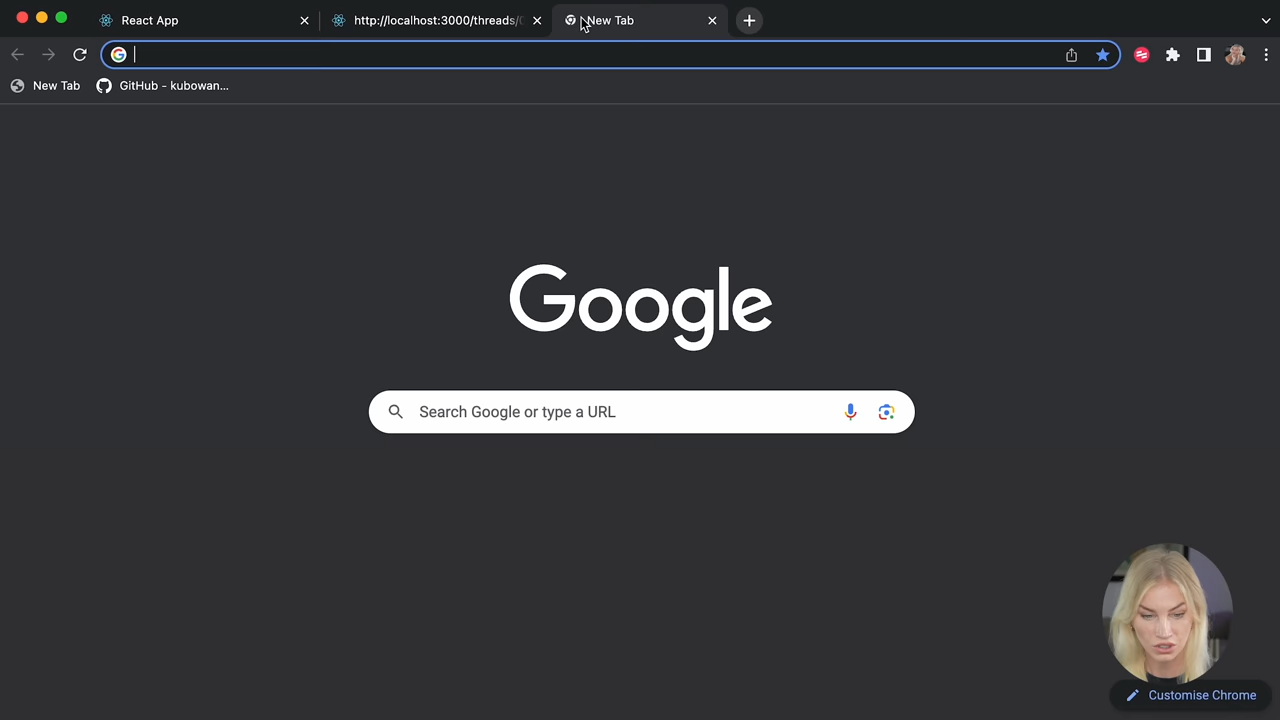 React App
http://localhost:3000/threads/
New Tab
New Tab
GitHub - kubowan...
Google
Search Google or type a URL
Customise Chrome